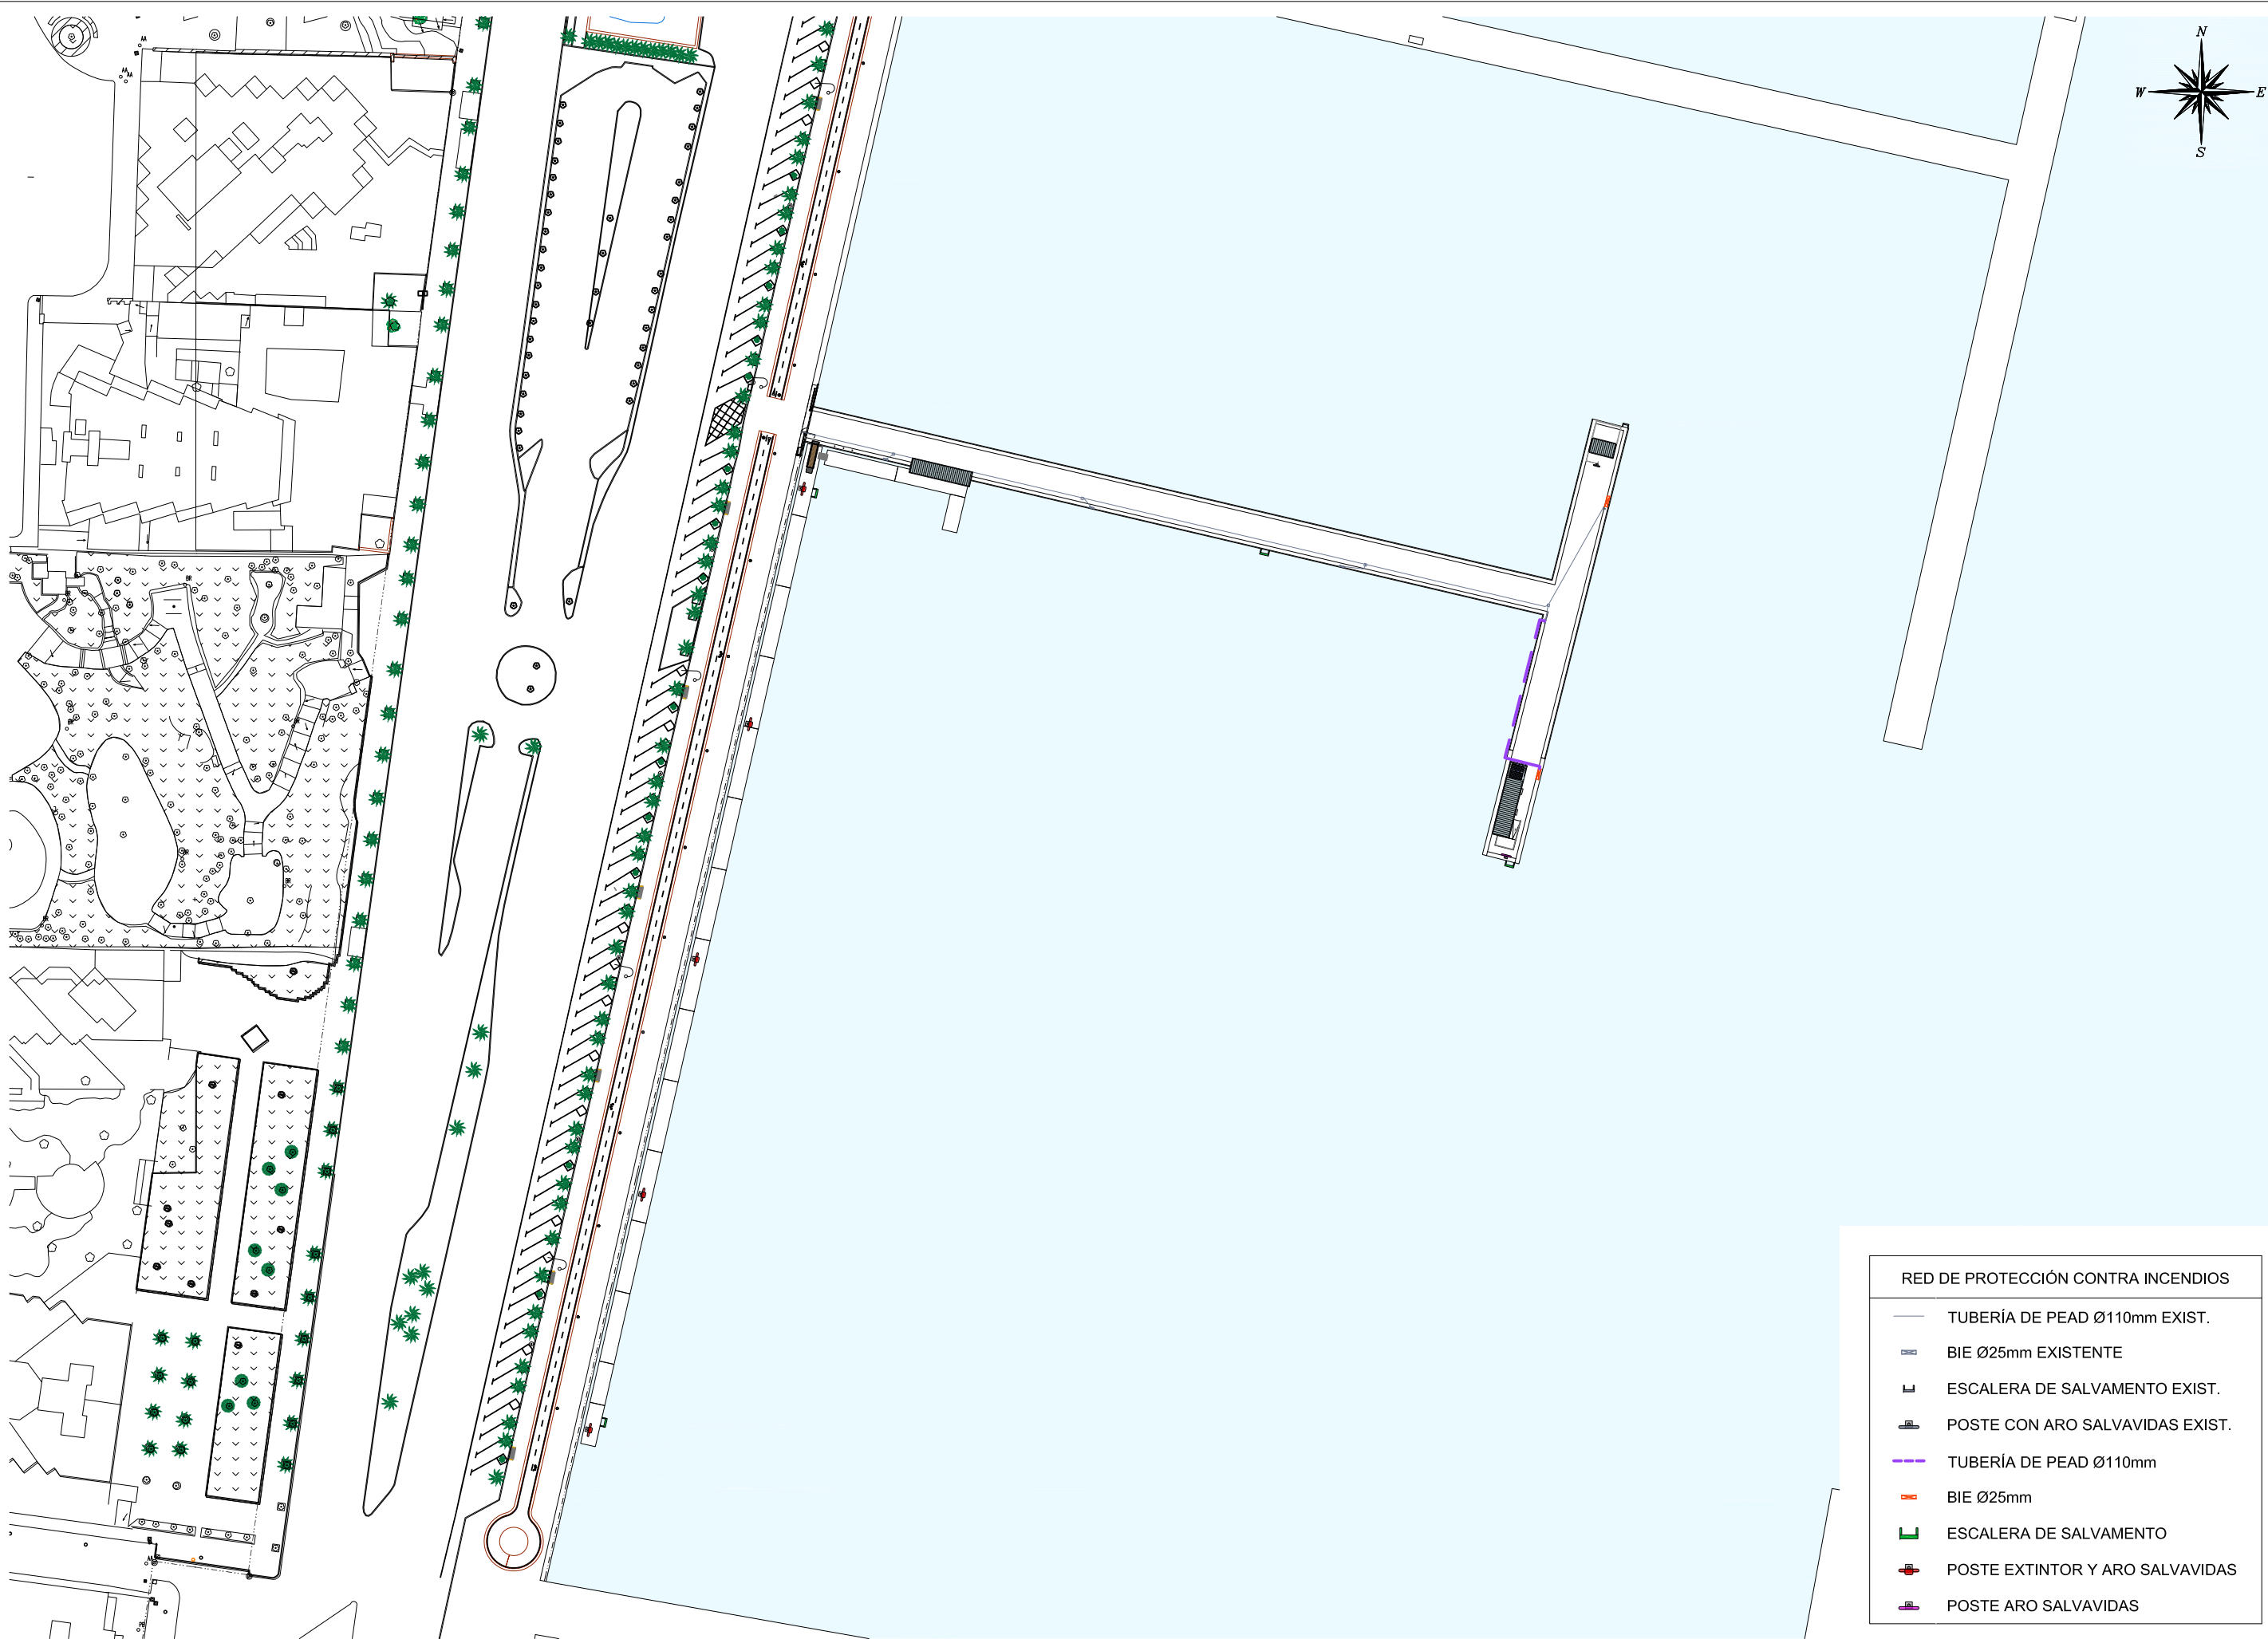 N
W
E
S
RED DE PROTECCIÓN CONTRA INCENDIOS
TUBERÍA DE PEAD Ø110mm EXIST.
BIE Ø25mm EXISTENTE
ESCALERA DE SALVAMENTO EXIST.
POSTE CON ARO SALVAVIDAS EXIST.
TUBERÍA DE PEAD Ø110mm
BIE Ø25mm
ESCALERA DE SALVAMENTO
POSTE EXTINTOR Y ARO SALVAVIDAS
POSTE ARO SALVAVIDAS